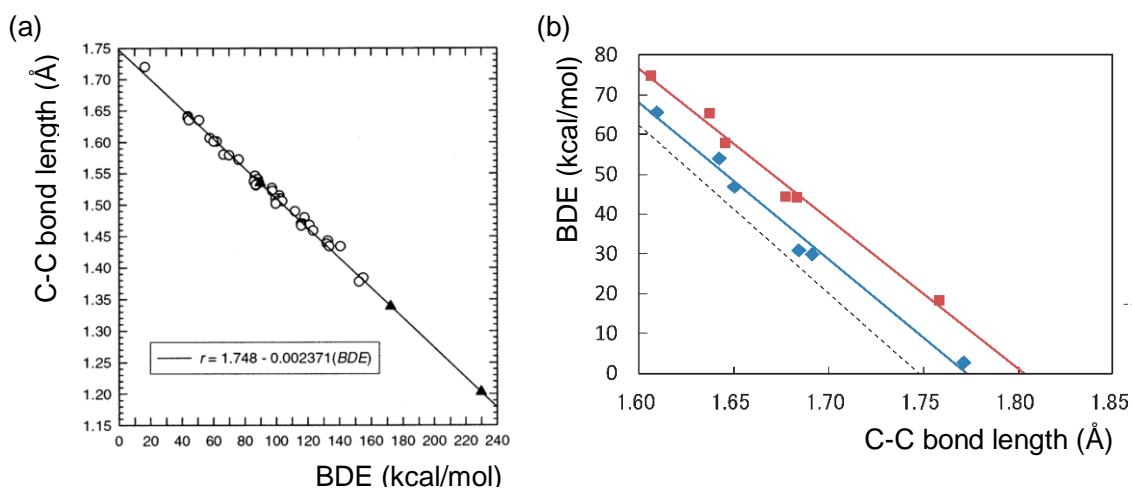 (a)
C-C bond length (Å)
1.75
1.70
1.65
1.60
1.55
1.50
1.45
1.40
1.35
1.30
1.25
1.20
1.15
r = 1.748 - 0.002371(BDE)
0 20 40 60 80 100 120 140 160 180 200 220 240
BDE (kcal/mol)
(b)
BDE (kcal/mol)
80
70
60
50
40
30
20
10
0
1.60 1.65 1.70 1.75 1.80 1.85
C-C bond length (Å)